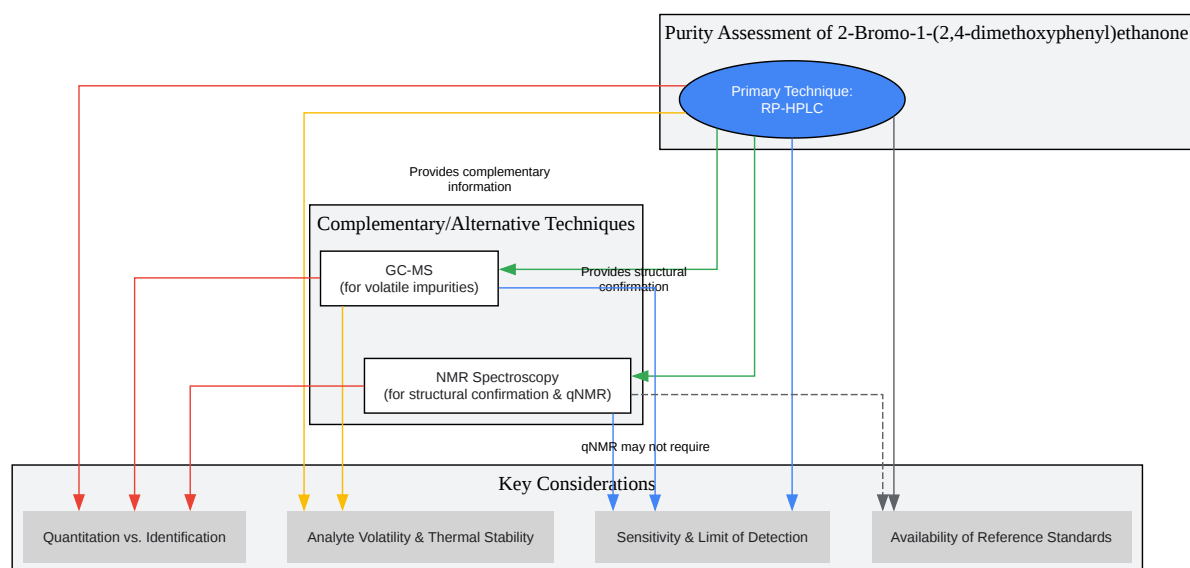 Purity Assessment of 2-Bromo-1-(2,4-dimethoxyphenyl)ethanone
Primary Technique:
RP-HPLC
Provides complementary
information
Complementary/Alternative Techniques
GC-MS
(for volatile impurities)
Provides structural
confirmation
NMR Spectroscopy
(for structural confirmation & qNMR)
qNMR may not require
Key Considerations
Quantitation vs. Identification
Analyte Volatility & Thermal Stability
Sensitivity & Limit of Detection
Availability of Reference Standards